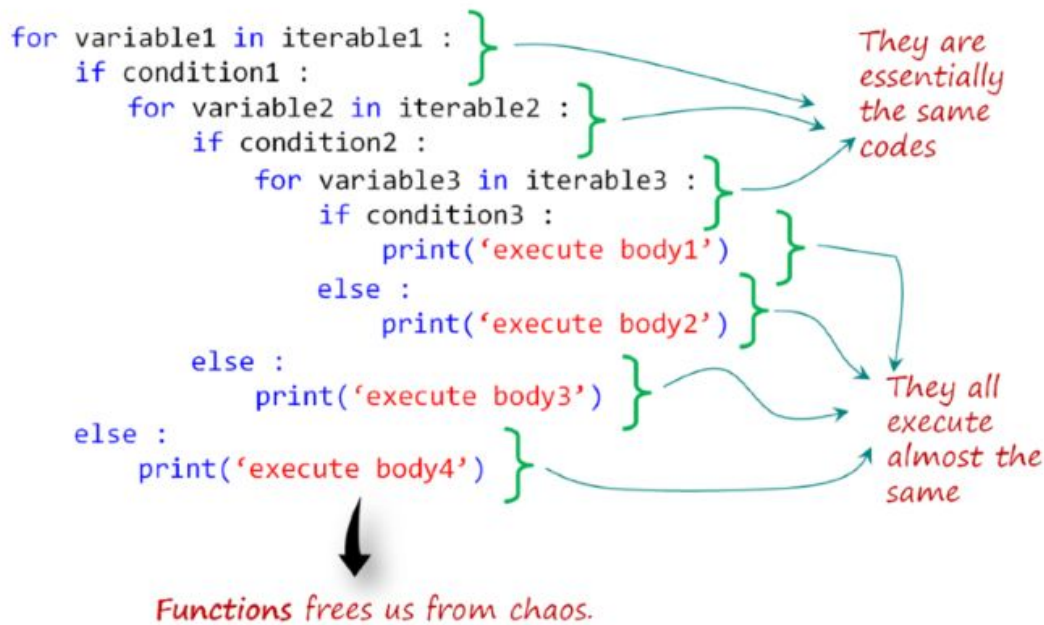 for variable1 in iterable1 :
if condition1 :
for variable2 in iterable2 :
if condition2 :
for variable3 in iterable3 :
if condition3 :
print(‘execute body1’)
else :
print(‘execute body2’)
else :
print(‘execute body3’)
else :
print(‘execute body4’)
They are
essentially
the same
codes
They all
execute
almost the
same
Functions frees us from chaos.